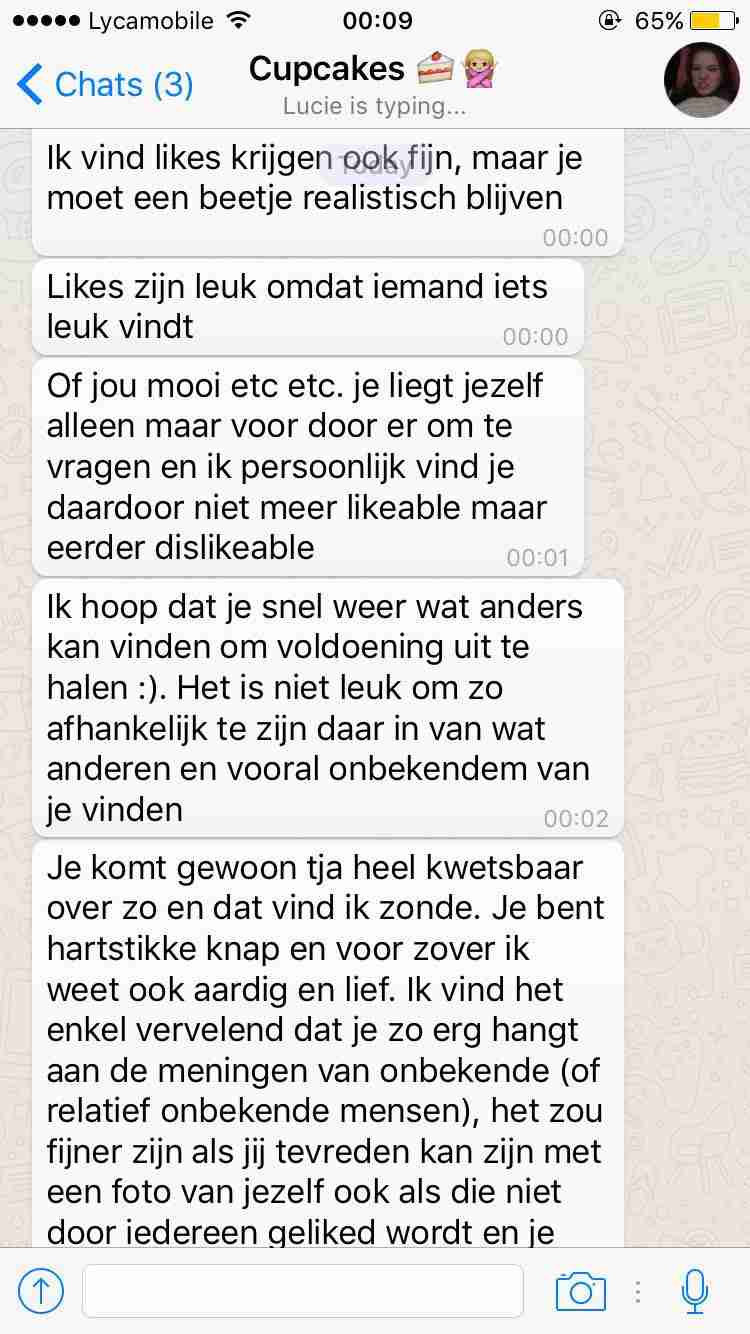 Lycamobile 00:09 65%
Chats (3) Cupcakes
Lucie is typing...
Today
Ik vind likes krijgen ook fijn, maar je
moet een beetje realistisch blijven
00:00
Likes zijn leuk omdat iemand iets
leuk vindt
00:00
Of jou mooi etc etc. je liegt jezelf
alleen maar voor door er om te
vragen en ik persoonlijk vind je
daardoor niet meer likeable maar
eerder dislikeable
00:01
Ik hoop dat je snel weer wat anders
kan vinden om voldoening uit te
halen :). Het is niet leuk om zo
afhankelijk te zijn daar in van wat
anderen en vooral onbekendem van
je vinden
00:02
Je komt gewoon tja heel kwetsbaar
over zo en dat vind ik zonde. Je bent
hartstikke knap en voor zover ik
weet ook aardig en lief. Ik vind het
enkel vervelend dat je zo erg hangt
aan de meningen van onbekende (of
relatief onbekende mensen), het zou
fijner zijn als jij tevreden kan zijn met
een foto van jezelf ook als die niet
door iedereen geliked wordt en je